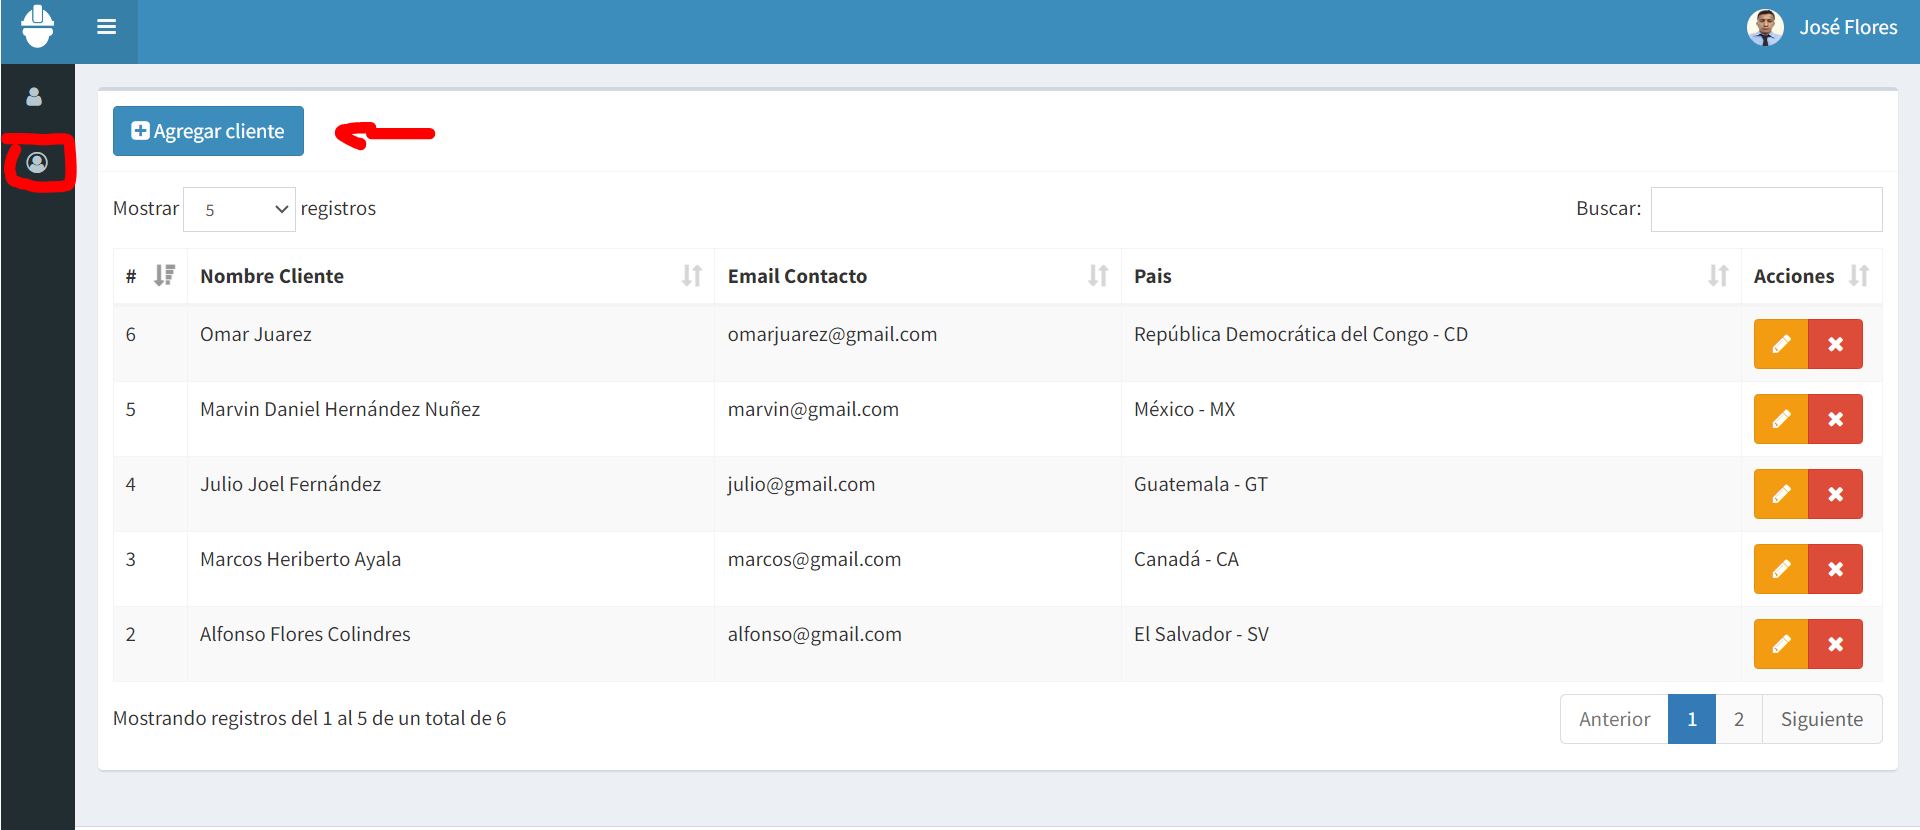 José Flores
Agregar cliente
Mostrar 5 registros Buscar:
# Nombre Cliente Email Contacto Pais Acciones
6 Omar Juarez omarjuarez@gmail.com República Democrática del Congo - CD
5 Marvin Daniel Hernández Nuñez marvin@gmail.com México - MX
4 Julio Joel Fernández julio@gmail.com Guatemala - GT
3 Marcos Heriberto Ayala marcos@gmail.com Canadá - CA
2 Alfonso Flores Colindres alfonso@gmail.com El Salvador - SV
Mostrando registros del 1 al 5 de un total de 6 Anterior 1 2 Siguiente